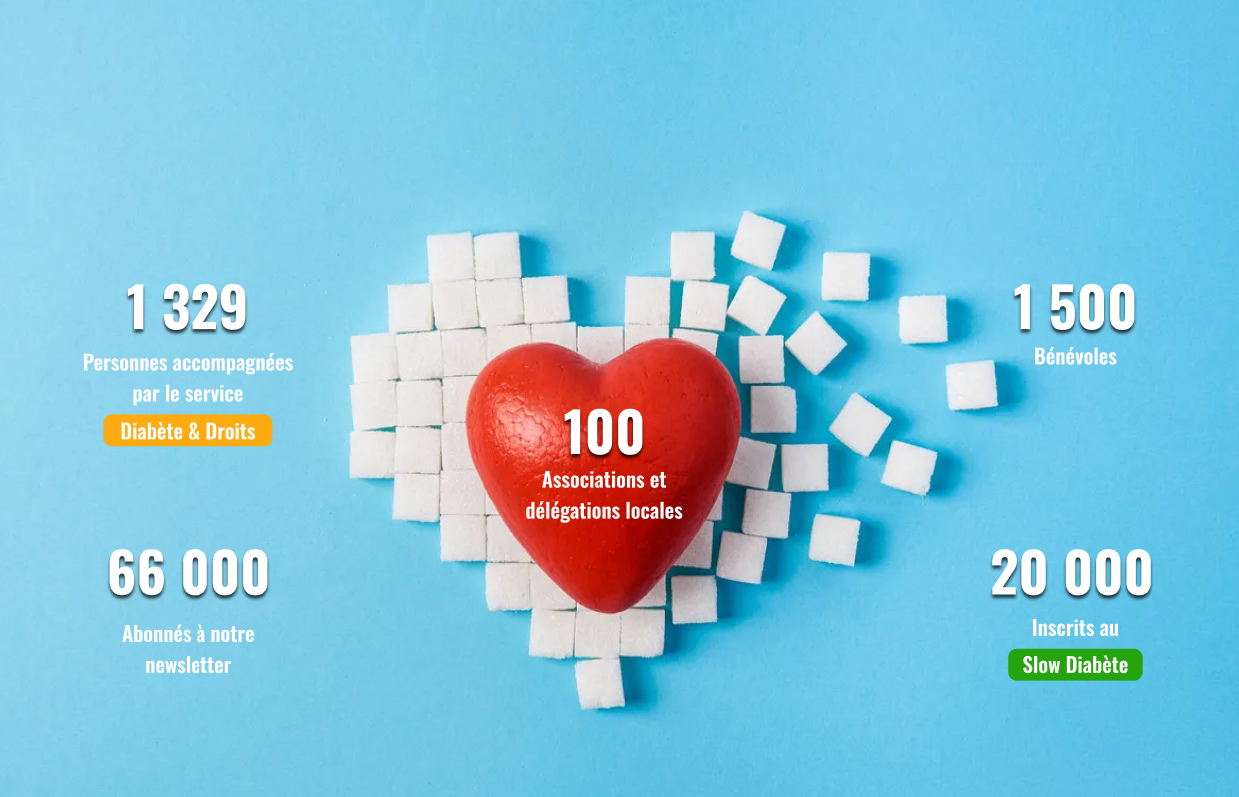 1 329
Personnes accompagnées
par le service
Diabète & Droits
66 000
Abonnés à notre
newsletter
100
Associations et
délégations locales
1 500
Bénévoles
20 000
Inscrits au
Slow Diabète